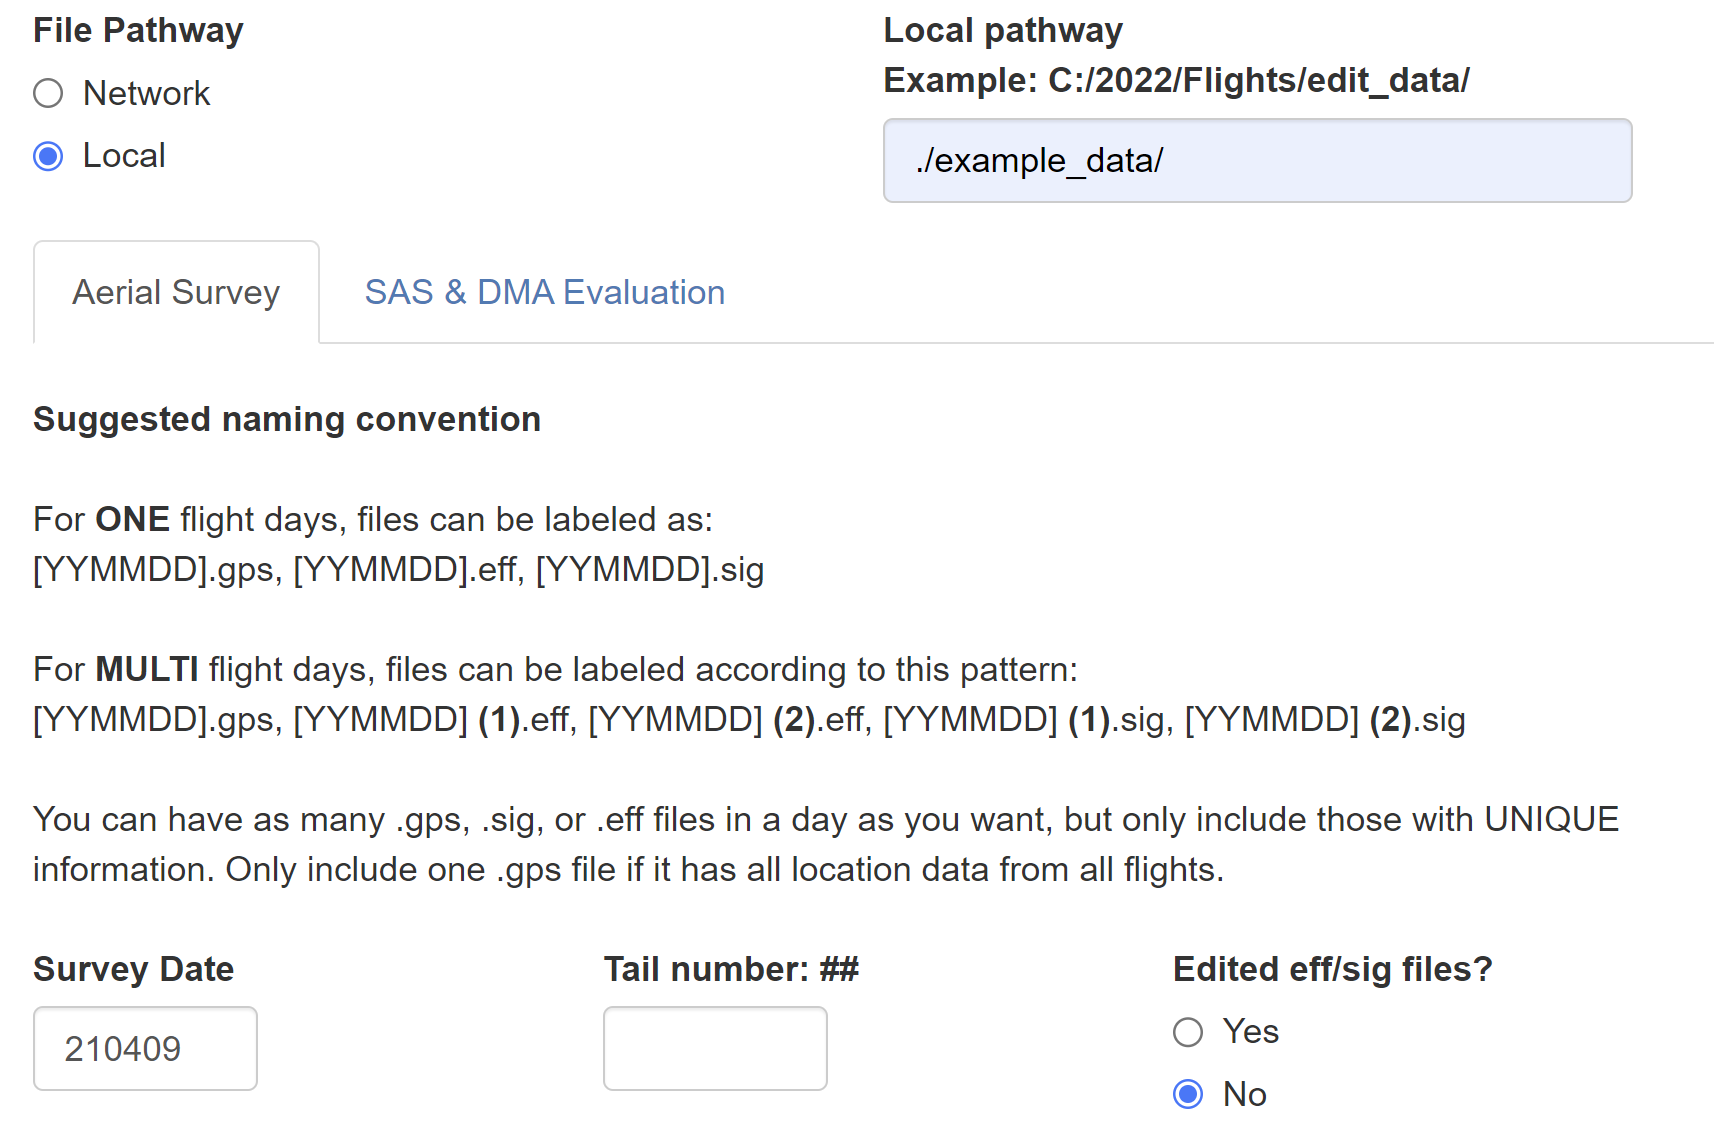 File Pathway
Network
Local
Local pathway
Example: C:/2022/Flights/edit_data/
./example_data/
Aerial Survey
SAS & DMA Evaluation
Suggested naming convention
For ONE flight days, files can be labeled as:
[YYMMDD].gps, [YYMMDD].eff, [YYMMDD].sig
For MULTI flight days, files can be labeled according to this pattern:
[YYMMDD].gps, [YYMMDD] (1).eff, [YYMMDD] (2).eff, [YYMMDD] (1).sig, [YYMMDD] (2).sig
You can have as many .gps, .sig, or .eff files in a day as you want, but only include those with UNIQUE
information. Only include one .gps file if it has all location data from all flights.
Survey Date
210409
Tail number: ##
Edited eff/sig files?
Yes
No